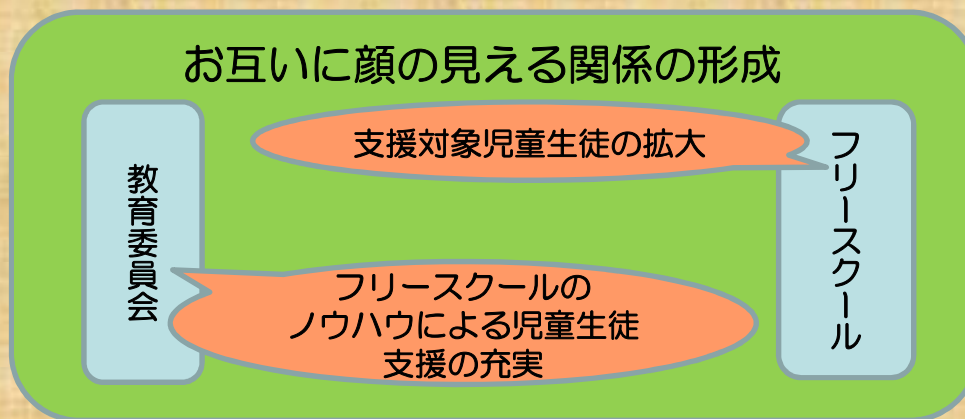 お互いに顔の見える関係の形成
支援対象児童生徒の拡大
教育委員会
フリースクール
フリースクールの
ノウハウによる児童生徒
支援の充実